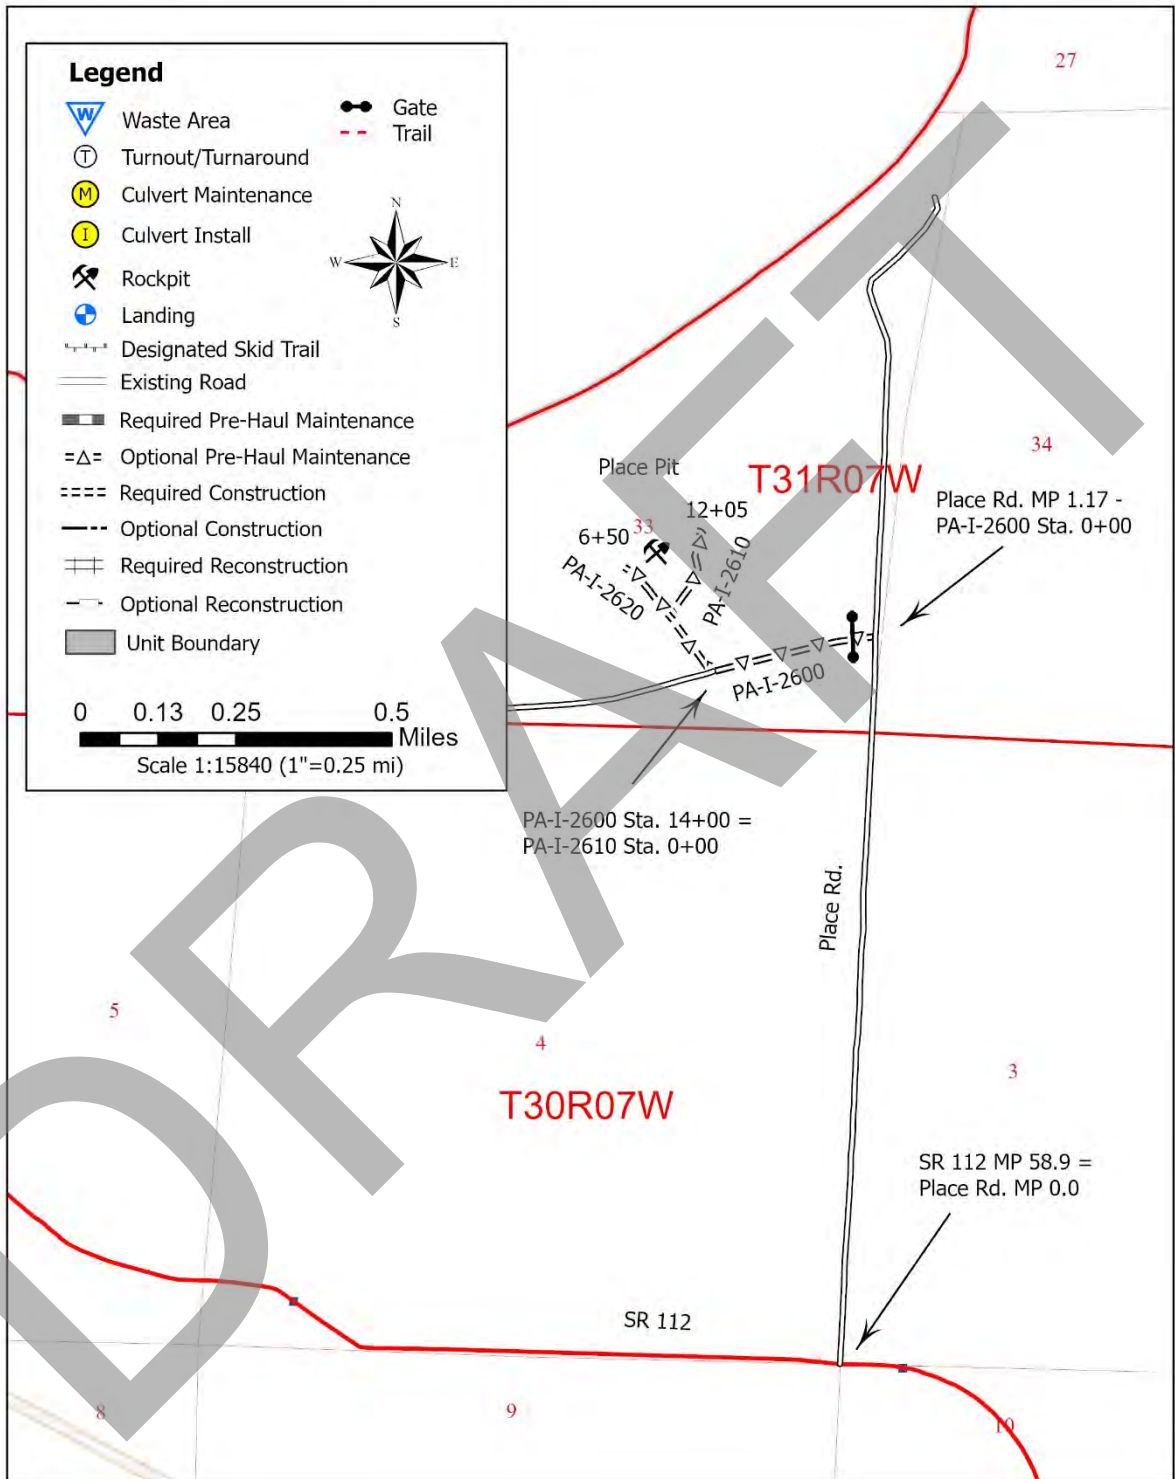 Legend
W Waste Area
T Turnout/Turnaround
M Culvert Maintenance
I Culvert Install
Rockpit
Landing
Designated Skid Trail
Existing Road
Required Pre-Haul Maintenance
Optional Pre-Haul Maintenance
Required Construction
Optional Construction
Required Reconstruction
Optional Reconstruction
Unit Boundary
Gate
Trail
N
W
E
S
0 0.13 0.25 0.5
Miles
Scale 1:15840 (1"=0.25 mi)
27
34
Place Pit
T31R07W
33
12+05
6+50
PA-I-2610
PA-I-2620
Place Rd. MP 1.17 -
PA-I-2600 Sta. 0+00
PA-I-2600
PA-I-2600 Sta. 14+00 =
PA-I-2610 Sta. 0+00
Place Rd.
5
4
3
T30R07W
SR 112 MP 58.9 =
Place Rd. MP 0.0
SR 112
8
9
10
DRAFT